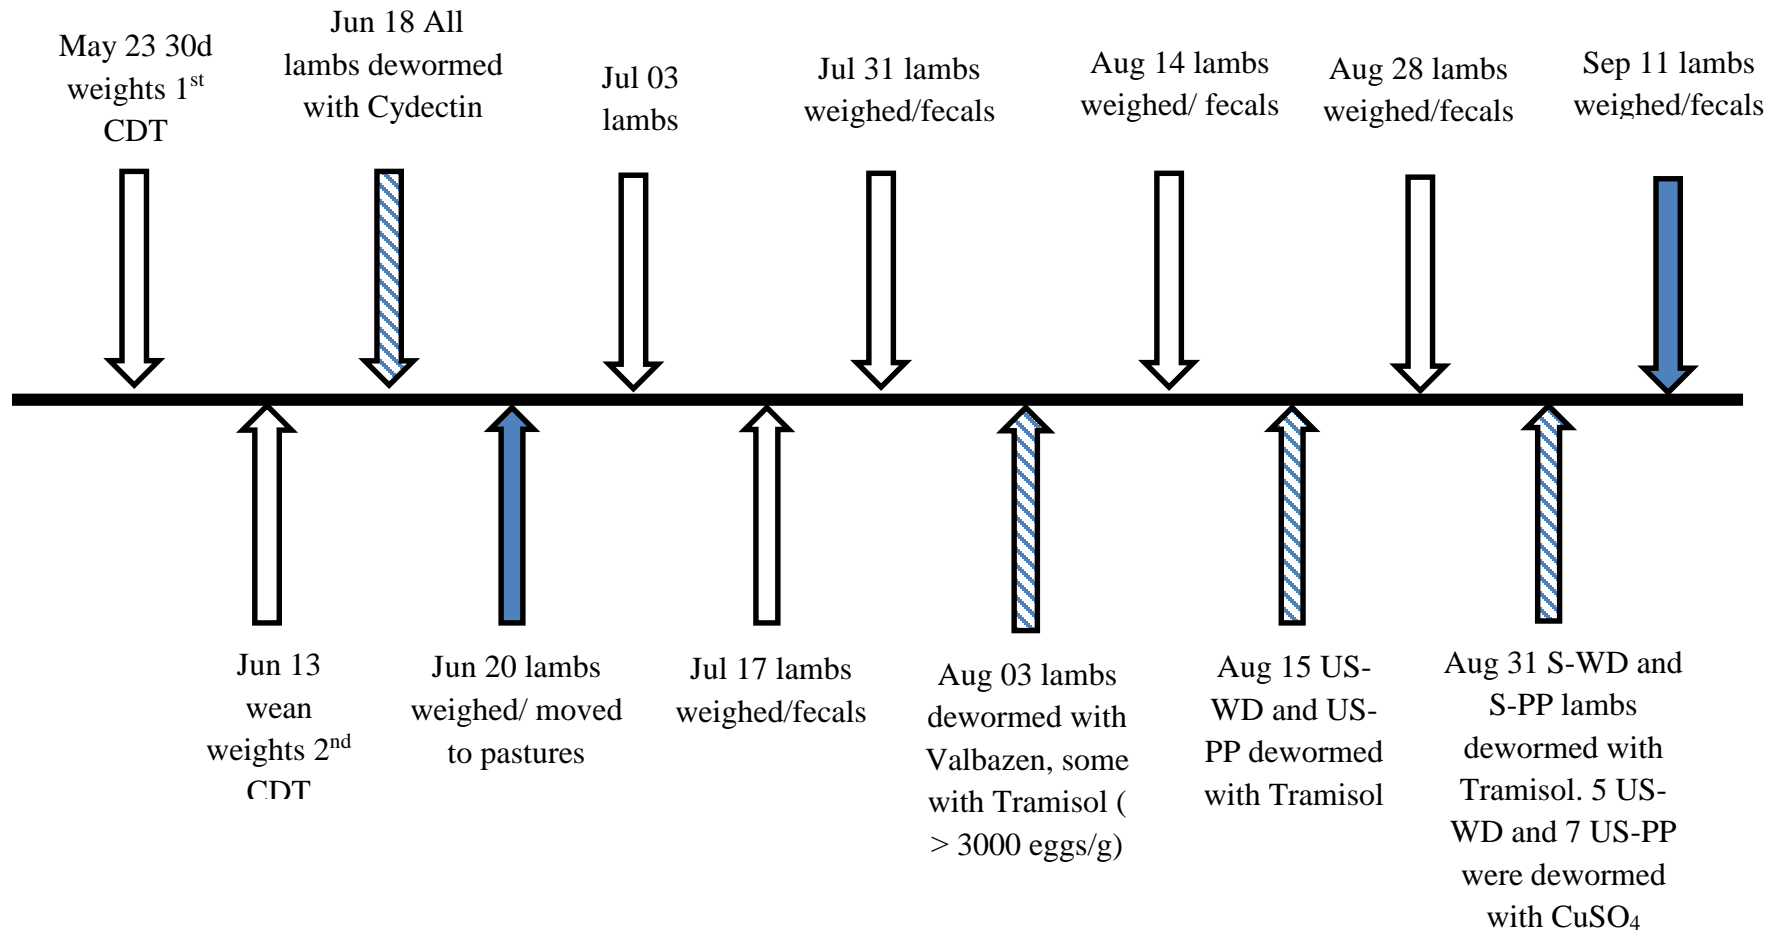 May 23 30d
weights 1st
CDT
Jun 18 All
lambs dewormed
with Cydectin
Jul 03
lambs
Jul 31 lambs
weighed/fecals
Aug 14 lambs
weighed/ fecals
Aug 28 lambs
weighed/fecals
Sep 11 lambs
weighed/fecals
Jun 13
wean
weights 2nd
CDT
Jun 20 lambs
weighed/ moved
to pastures
Jul 17 lambs
weighed/fecals
Aug 03 lambs
dewormed with
Valbazen, some
with Tramisol (
> 3000 eggs/g)
Aug 15 US-
WD and US-
PP dewormed
with Tramisol
Aug 31 S-WD and
S-PP lambs
dewormed with
Tramisol. 5 US-
WD and 7 US-PP
were dewormed
with CuSO4